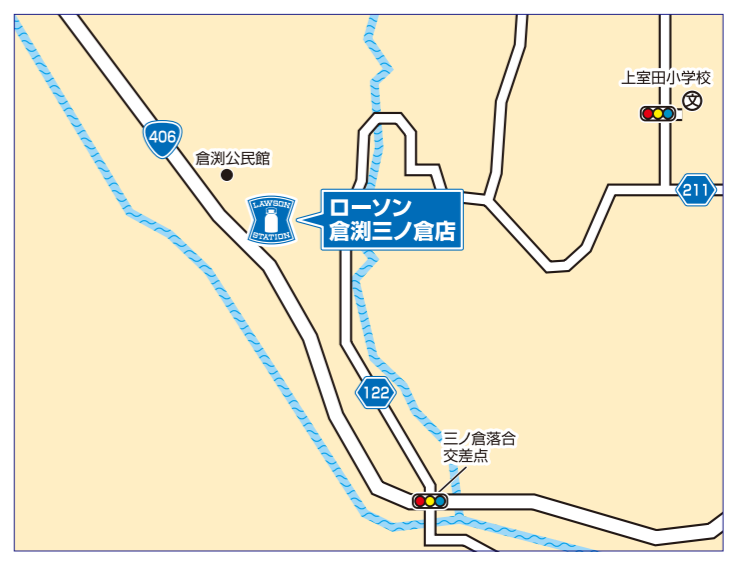 上室田小学校
文
406
倉渕公民館
211
LAWSON
STATION
ローソン
倉渕三ノ倉店
122
三ノ倉落合
交差点